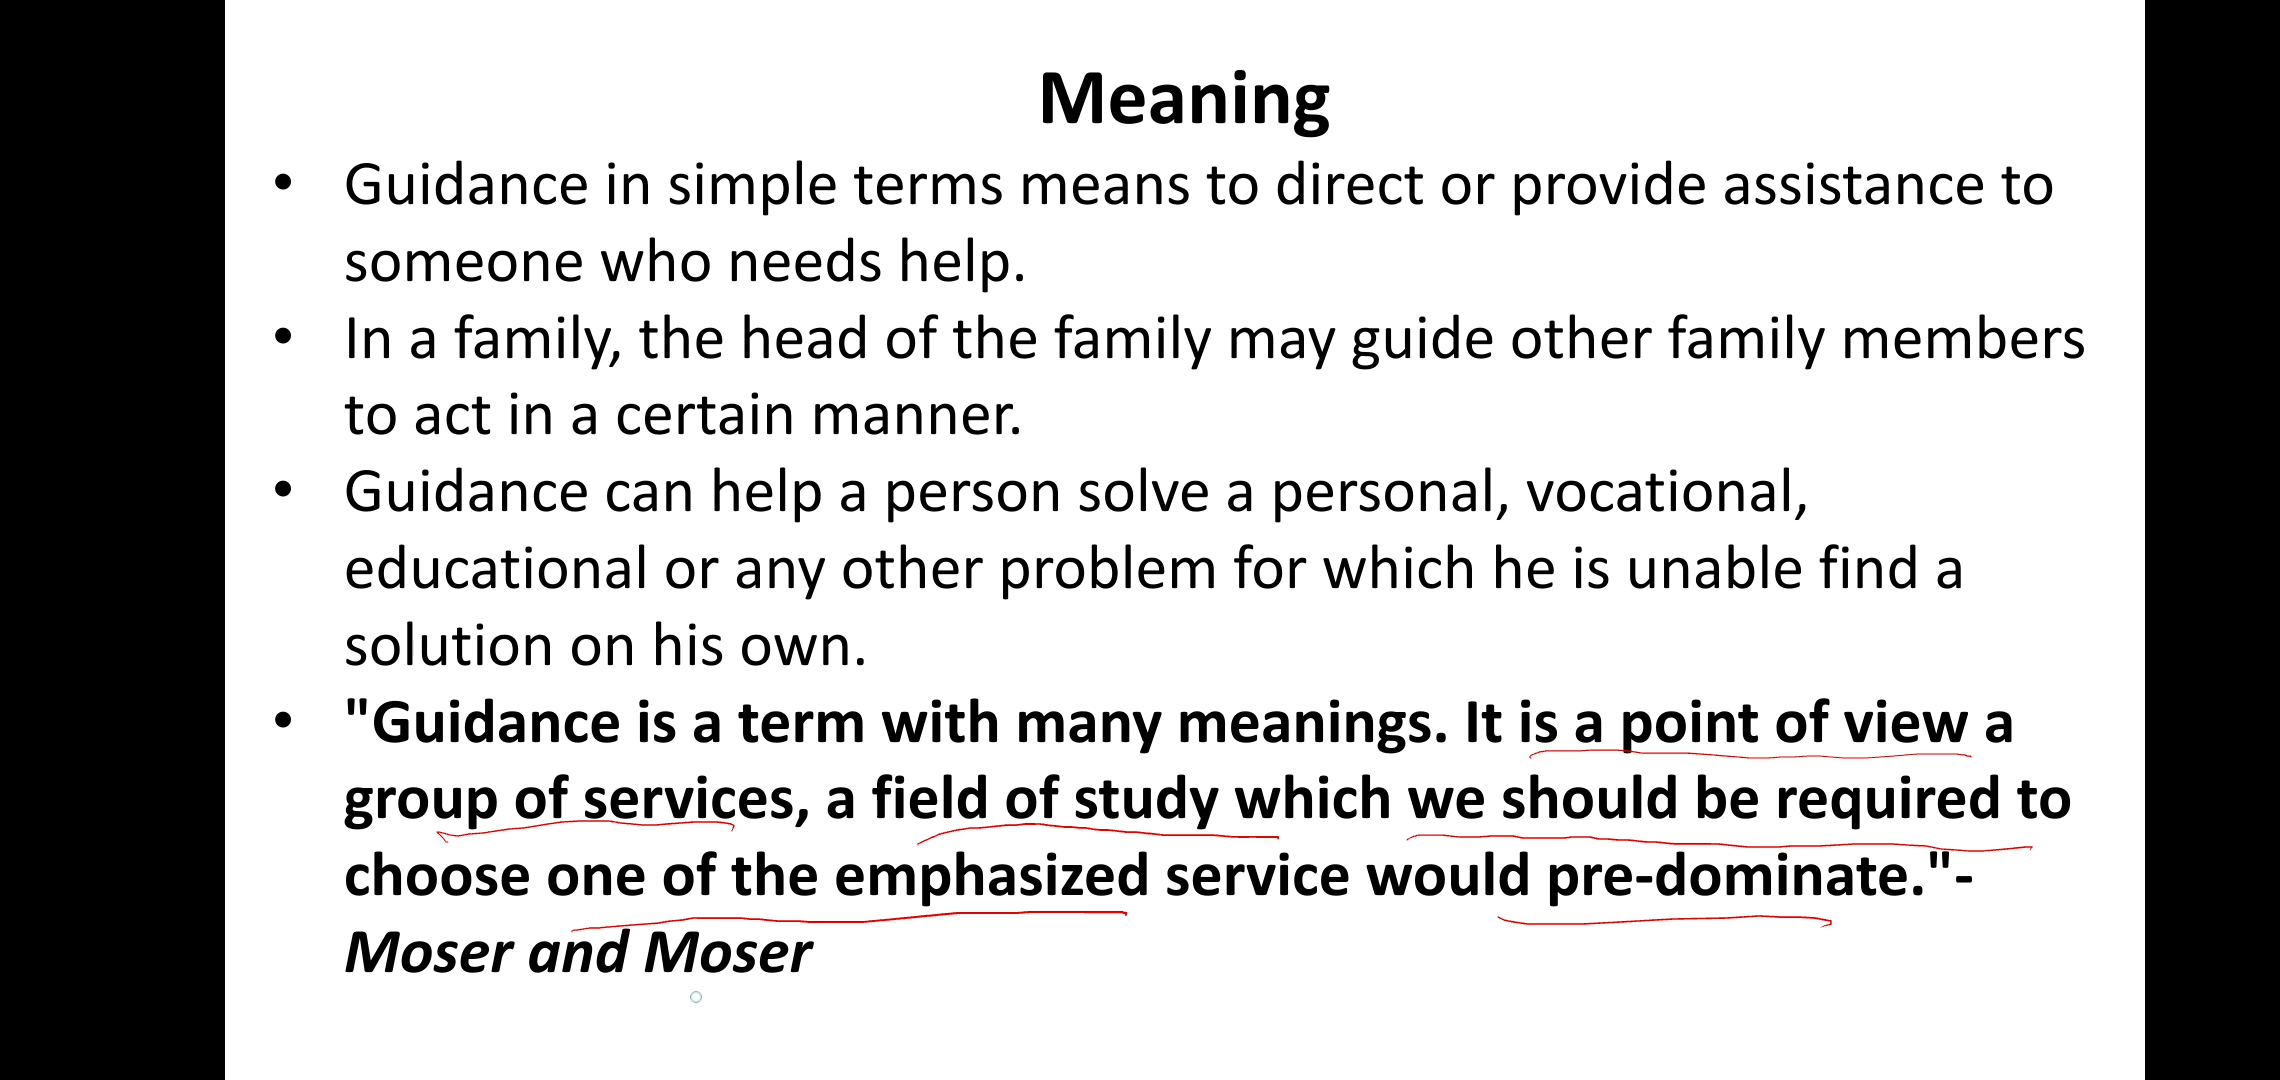 Meaning
• Guidance in simple terms means to direct or provide assistance to
someone who needs help.
• In a family, the head of the family may guide other family members
to act in a certain manner.
• Guidance can help a person solve a personal, vocational,
educational or any other problem for which he is unable find a
solution on his own.
• "Guidance is a term with many meanings. It is a point of view a
group of services, a field of study which we should be required to
choose one of the emphasized service would pre-dominate."-
Moser and Moser